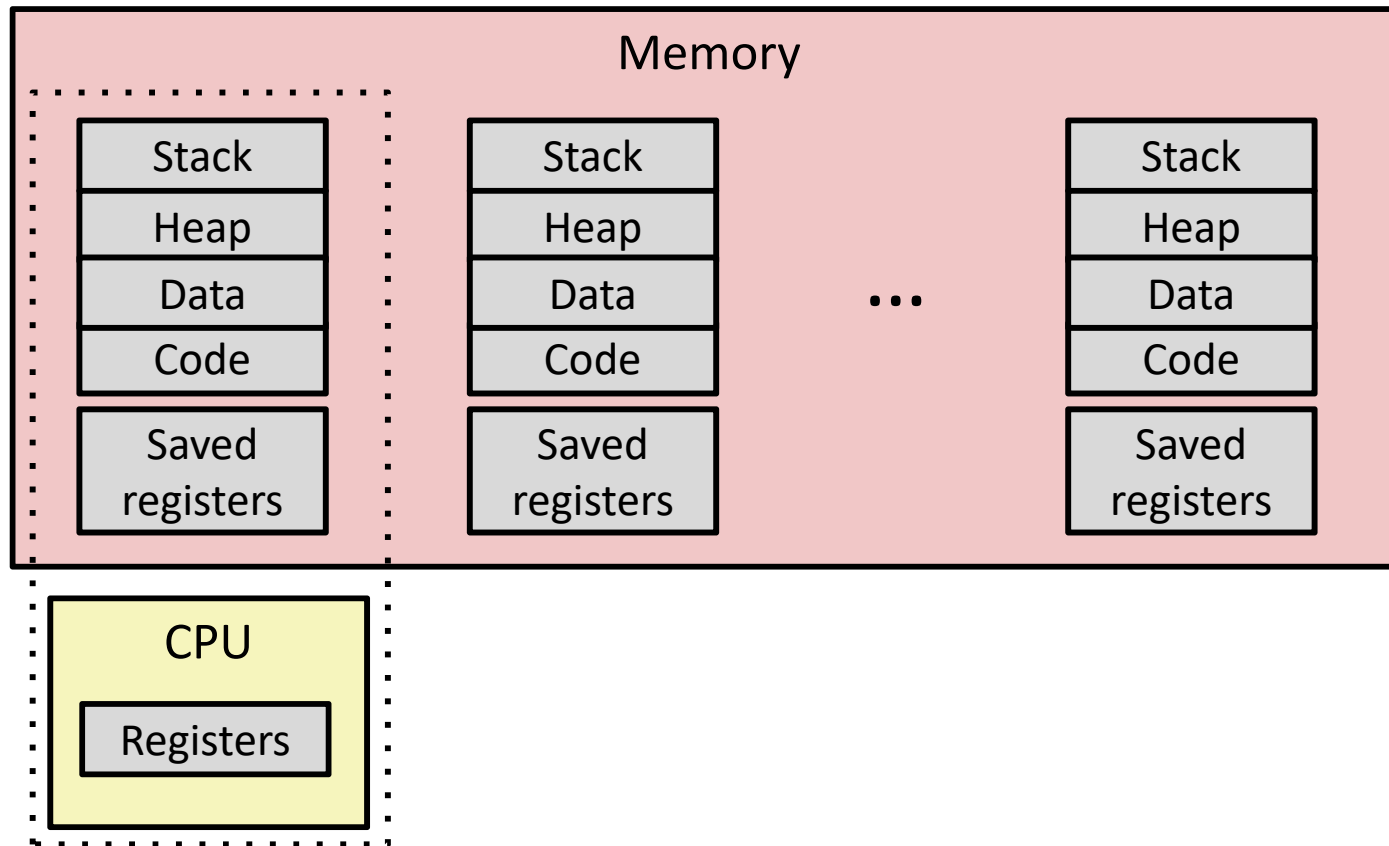 Memory
Stack
Heap
Data
Code
Saved
registers
Stack
Heap
Data
Code
Saved
registers
...
Stack
Heap
Data
Code
Saved
registers
CPU
Registers